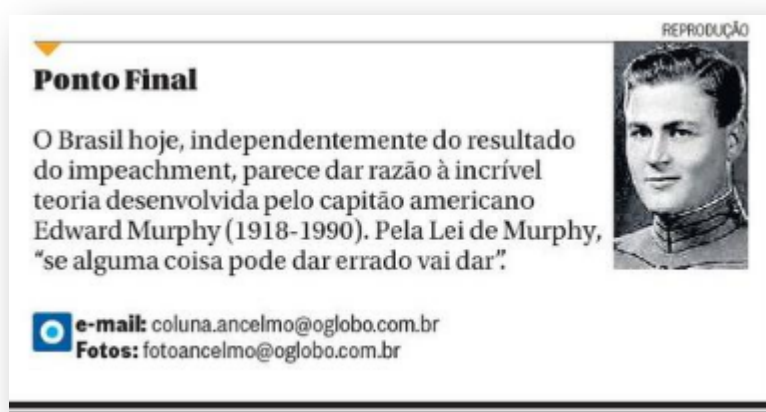 REPRODUÇÃO
Ponto Final
O Brasil hoje, independentemente do resultado
do impeachment, parece dar razão à incrível
teoria desenvolvida pelo capitão americano
Edward Murphy (1918-1990). Pela Lei de Murphy,
“se alguma coisa pode dar errado vai dar”.
e-mail: coluna.ancelmo@oglobo.com.br
Fotos: fotoancelmo@oglobo.com.br